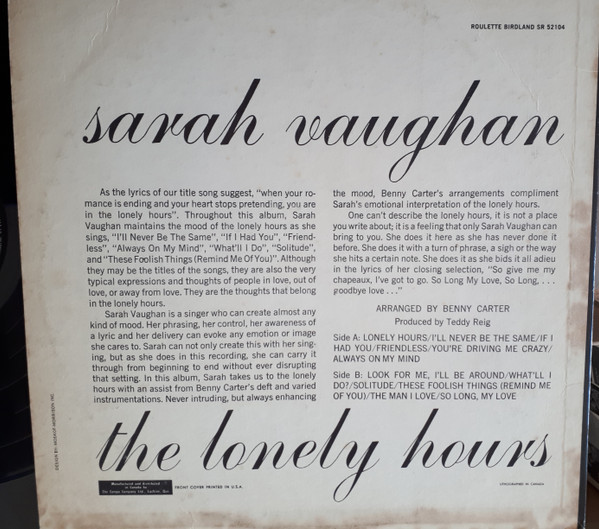 ROULETTE BIRDLAND SR 52104
sarah vaughan
As the lyrics of our title song suggest, "when your ro-
mance is ending and your heart stops pretending, you are
in the lonely hours". Throughout this album, Sarah
Vaughan maintains the mood of the lonely hours as she
sings, "I'll Never Be The Same", "If I Had You", "Friend-
less", "Always On My Mind", "What'll I Do", "Solitude",
and "These Foolish Things (Remind Me Of You)". Although
they may be the titles of the songs, they are also the very
typical expressions and thoughts of people in love, out of
love, or away from love. They are the thoughts that belong
in the lonely hours.
Sarah Vaughan is a singer who can create almost any
kind of mood. Her phrasing, her control, her awareness of
a lyric and her delivery can evoke any emotion or image
she cares to. Sarah can not only create this with her sing-
ing, but as she does in this recording, she can carry it
through from beginning to end without ever disrupting
that setting. In this album, Sarah takes us to the lonely
hours with an assist from Benny Carter's deft and varied
instrumentations. Never intruding, but always enhancing
the mood, Benny Carter's arrangements compliment
Sarah's emotional interpretation of the lonely hours.
One can't describe the lonely hours, it is not a place
you write about; it is a feeling that only Sarah Vaughan can
bring to you. She does it here as she has never done it
before. She does it with a turn of phrase, a sigh or the way
she hits a certain note. She does it as she bids it all adieu
in the lyrics of her closing selection, "So give me my
chapeaux, I've got to go. So Long My Love, So Long, . . .
goodbye love . . ."
ARRANGED BY BENNY CARTER
Produced by Teddy Reig
Side A: LONELY HOURS/I'LL NEVER BE THE SAME/IF I
HAD YOU/FRIENDLESS/YOU'RE DRIVING ME CRAZY/
ALWAYS ON MY MIND
Side B: LOOK FOR ME, I'LL BE AROUND/WHAT'LL I
DO?/SOLITUDE/THESE FOOLISH THINGS (REMIND ME
OF YOU)/THE MAN I LOVE/SO LONG, MY LOVE
the lonely hours
Manufactured and distributed
in Canada by
FRONT COVER PRINTED IN U.S.A.
LITHOGRAPHED IN CANADA